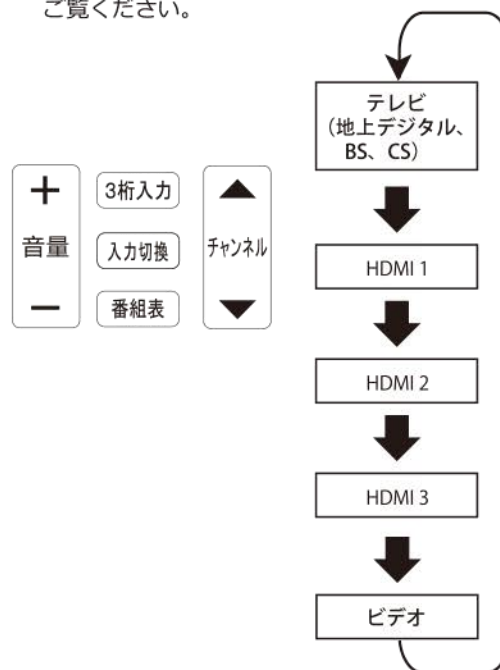 ご覧ください。
+
音量
−
3桁入力
入力切換
番組表
▲
チャンネル
▼
テレビ
（地上デジタル、
BS、CS）
HDMI 1
HDMI 2
HDMI 3
ビデオ